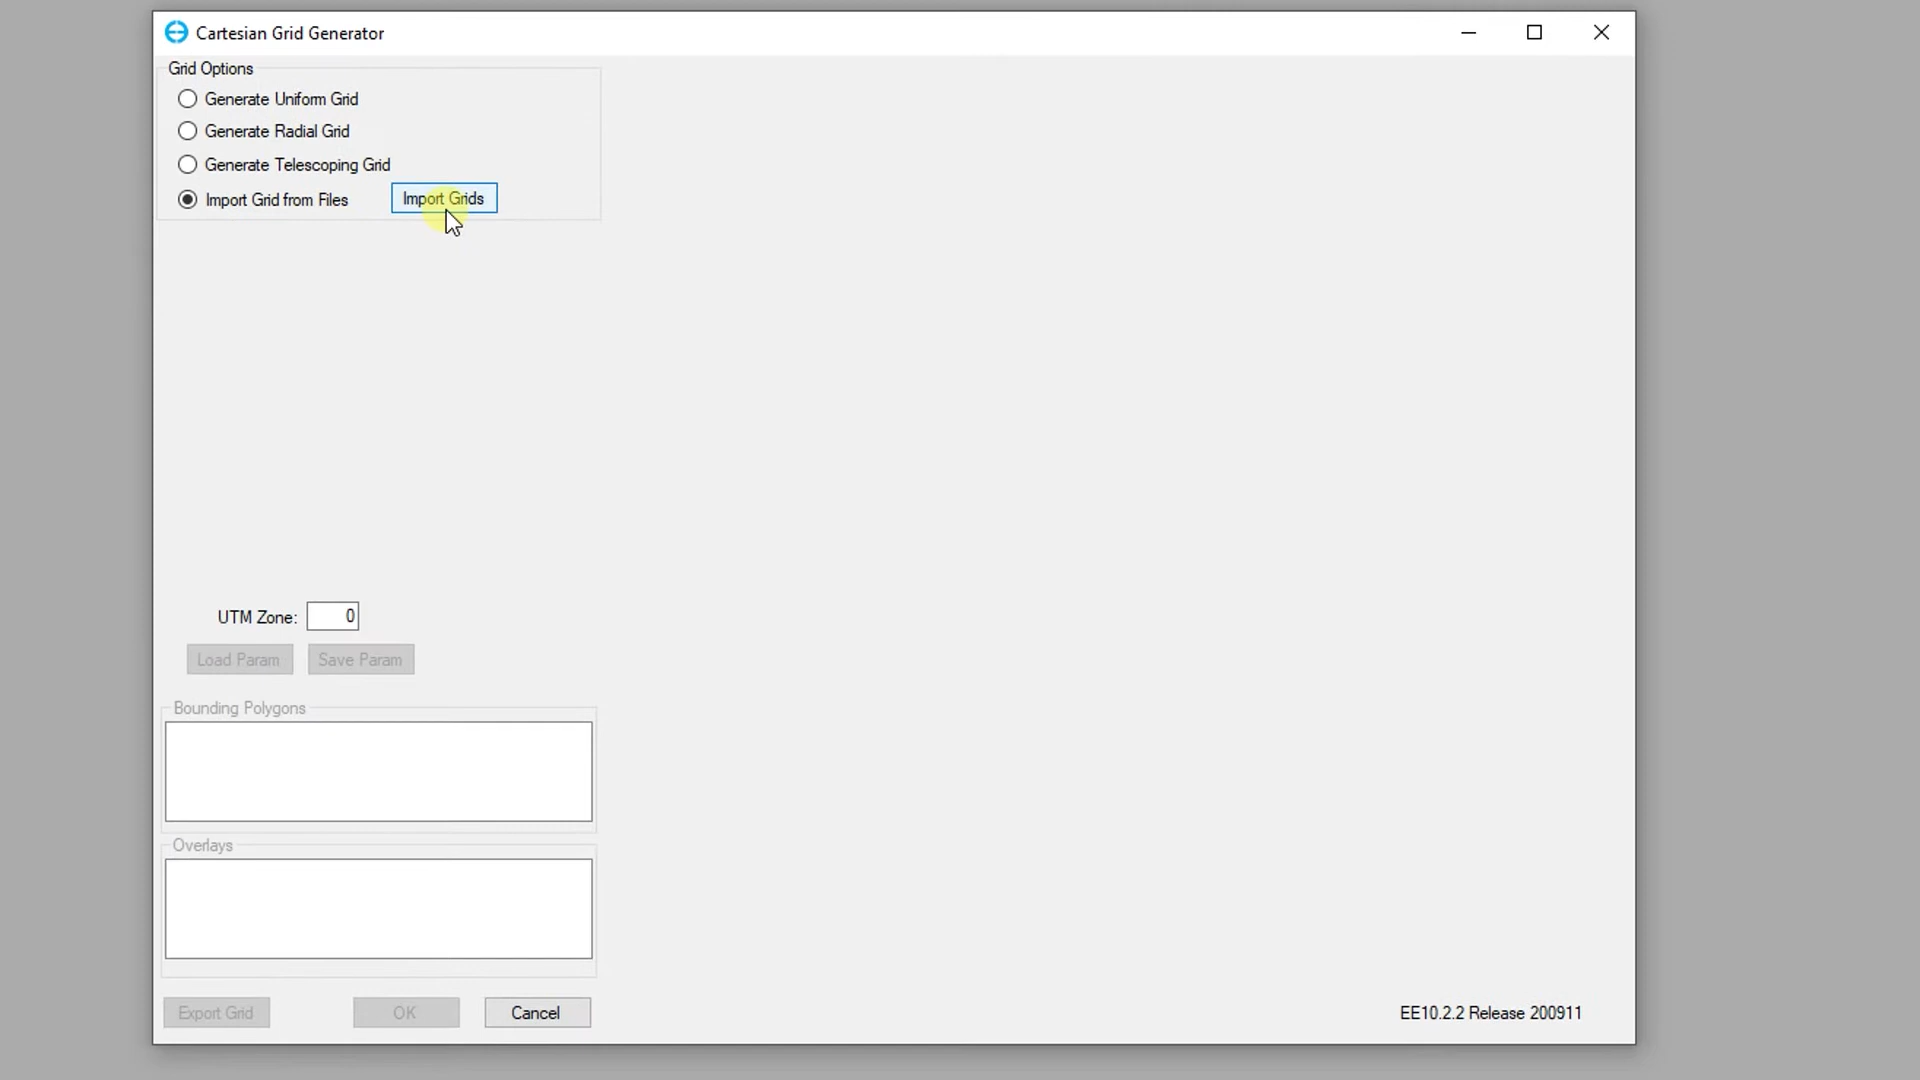 Cartesian Grid Generator
Grid Options
Generate Uniform Grid
Generate Radial Grid
Generate Telescoping Grid
Import Grid from Files
Import Grids
UTM Zone: 0
Load Param
Save Param
Bounding Polygons
Overlays
Export Grid
OK
Cancel
EE10.2.2 Release 200911